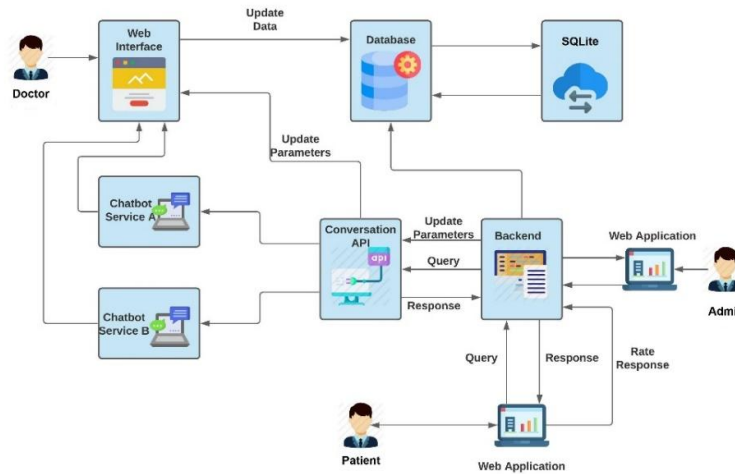 Update
Data
Web
Interface
Database
SQLite
Doctor
Update
Parameters
Chatbot
Service A
Conversation
API
api
Update
Parameters
Backend
Web Application
Query
Response
Admi
Chatbot
Service B
Query
Response
Rate
Response
Patient
Web Application